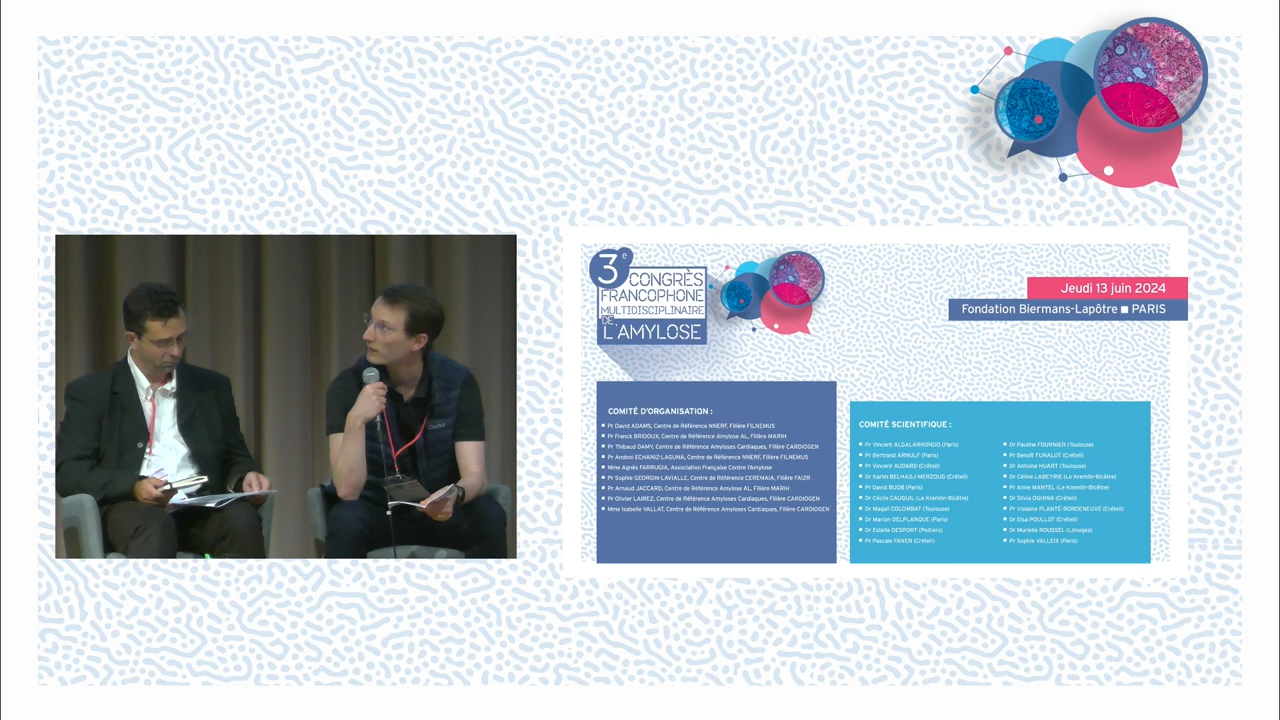 3e
CONGRÈS
FRANCOPHONE
MULTIDISCIPLINAIRE
DE
L'AMYLOSE
Jeudi 13 juin 2024
Fondation Biermans-Lapôtre ■ PARIS
COMITÉ D'ORGANISATION :
■ Pr David ADAMS, Centre de Référence NNERF, Filière FILNEMUS
■ Pr Franck BRIDOUX, Centre de Référence Amylose AL, Filière MARIH
■ Pr Thibaud DAMY, Centre de Référence Amyloses Cardiaques, Filière CARDIOGEN
■ Pr Andoni ECHANIZ-LAGUNA, Centre de Référence NNERF, Filière FILNEMUS
■ Mme Agnès FARRUGIA, Association Française Contre l'Amylose
■ Pr Sophie GEORGIN-LAVIALLE, Centre de Référence CEREMAIA, Filière FAI2R
■ Pr Arnaud JACCARD, Centre de Référence Amylose AL, Filière MARIH
■ Pr Olivier LAIREZ, Centre de Référence Amyloses Cardiaques, Filière CARDIOGEN
■ Mme Isabelle VALLAT, Centre de Référence Amyloses Cardiaques, Filière CARDIOGEN
COMITÉ SCIENTIFIQUE :
■ Pr Vincent ALGALARRONDO (Paris)
■ Pr Bertrand ARNULF (Paris)
■ Pr Vincent AUDARD (Créteil)
■ Dr Karim BELHADJ-MERZOUG (Créteil)
■ Pr David BUOB (Paris)
■ Dr Cécile CAUQUIL (Le Kremlin-Bicêtre)
■ Dr Magali COLOMBAT (Toulouse)
■ Dr Marion DELPLANQUE (Paris)
■ Dr Estelle DESPORT (Poitiers)
■ Pr Pascale FANEN (Créteil)
■ Dr Pauline FOURNIER (Toulouse)
■ Pr Benoît FUNALOT (Créteil)
■ Dr Antoine HUART (Toulouse)
■ Dr Céline LABEYRIE (Le Kremlin-Bicêtre)
■ Pr Anne MANTEL (Le Kremlin-Bicêtre)
■ Dr Silvia OGHINA (Créteil)
■ Pr Violaine PLANTÉ-BORDENEUVE (Créteil)
■ Dr Elsa POULLOT (Créteil)
■ Dr Murielle ROUSSEL (Limoges)
■ Pr Sophie VALLEIX (Paris)